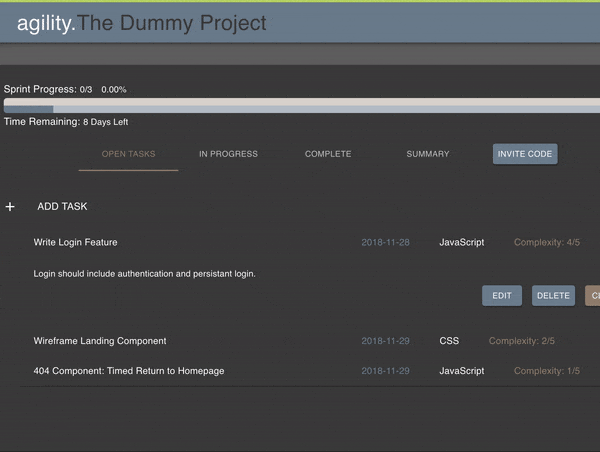 agility.The Dummy Project
Sprint Progress: 0/3 0.00%
Time Remaining: 8 Days Left
OPEN TASKS IN PROGRESS COMPLETE SUMMARY INVITE CODE
+ ADD TASK
Write Login Feature 2018-11-28 JavaScript Complexity: 4/5
Login should include authentication and persistant login.
EDIT DELETE CL
Wireframe Landing Component 2018-11-29 CSS Complexity: 2/5
404 Component: Timed Return to Homepage 2018-11-29 JavaScript Complexity: 1/5